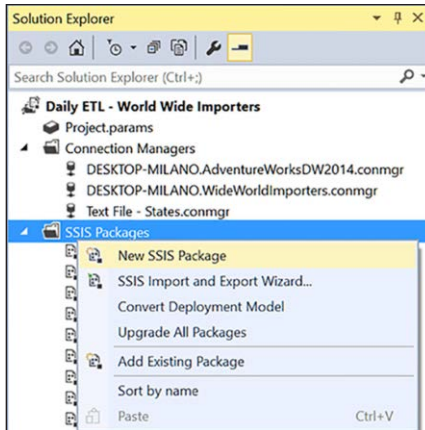 Solution Explorer
Search Solution Explorer (Ctrl+;)
Daily ETL - World Wide Importers
Project.params
Connection Managers
DESKTOP-MILANO.AdventureWorksDW2014.conmgr
DESKTOP-MILANO.WideWorldImporters.conmgr
Text File - States.conmgr
SSIS Packages
New SSIS Package
SSIS Import and Export Wizard...
Convert Deployment Model
Upgrade All Packages
Add Existing Package
Sort by name
Paste Ctrl+V